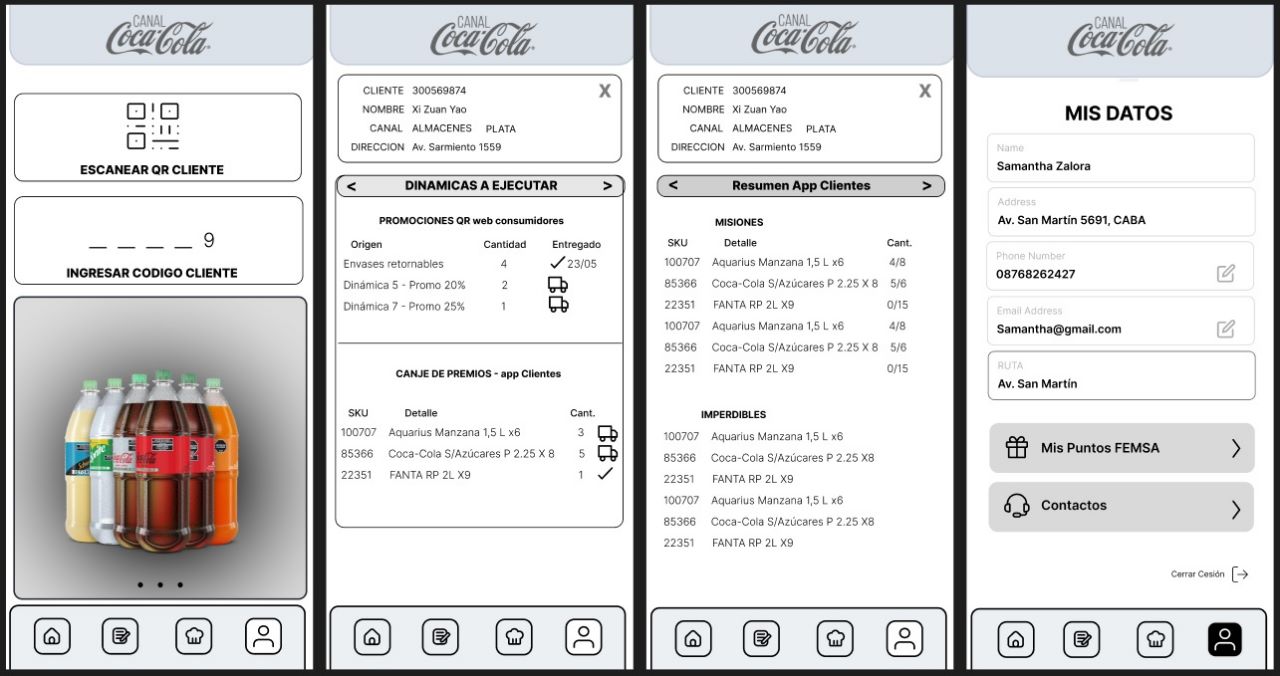 CANAL
Coca-Cola
ESCANEAR QR CLIENTE
_ _ _ _ 9
INGRESAR CODIGO CLIENTE
CANAL
Coca-Cola
CLIENTE 300569874 X
NOMBRE Xi Zuan Yao
CANAL ALMACENES PLATA
DIRECCION Av. Sarmiento 1559
< DINAMICAS A EJECUTAR >
PROMOCIONES QR web consumidores
Origen Cantidad Entregado
Envases retornables 4 23/05
Dinámica 5 - Promo 20% 2
Dinámica 7 - Promo 25% 1
CANJE DE PREMIOS - app Clientes
SKU Detalle Cant.
100707 Aquarius Manzana 1,5 L x6 3
85366 Coca-Cola S/Azúcares P 2.25 X 8 5
22351 FANTA RP 2L X9 1
CANAL
Coca-Cola
CLIENTE 300569874 X
NOMBRE Xi Zuan Yao
CANAL ALMACENES PLATA
DIRECCION Av. Sarmiento 1559
< Resumen App Clientes >
MISIONES
SKU Detalle Cant.
100707 Aquarius Manzana 1,5 L x6 4/8
85366 Coca-Cola S/Azúcares P 2.25 X 8 5/6
22351 FANTA RP 2L X9 0/15
100707 Aquarius Manzana 1,5 L x6 4/8
85366 Coca-Cola S/Azúcares P 2.25 X 8 5/6
22351 FANTA RP 2L X9 0/15
IMPERDIBLES
100707 Aquarius Manzana 1,5 L x6
85366 Coca-Cola S/Azúcares P 2.25 X8
22351 FANTA RP 2L X9
100707 Aquarius Manzana 1,5 L x6
85366 Coca-Cola S/Azúcares P 2.25 X8
22351 FANTA RP 2L X9
CANAL
Coca-Cola
MIS DATOS
Name
Samantha Zalora
Address
Av. San Martín 5691, CABA
Phone Number
08768262427
Email Address
Samantha@gmail.com
RUTA
Av. San Martín
Mis Puntos FEMSA
Contactos
Cerrar Cesión